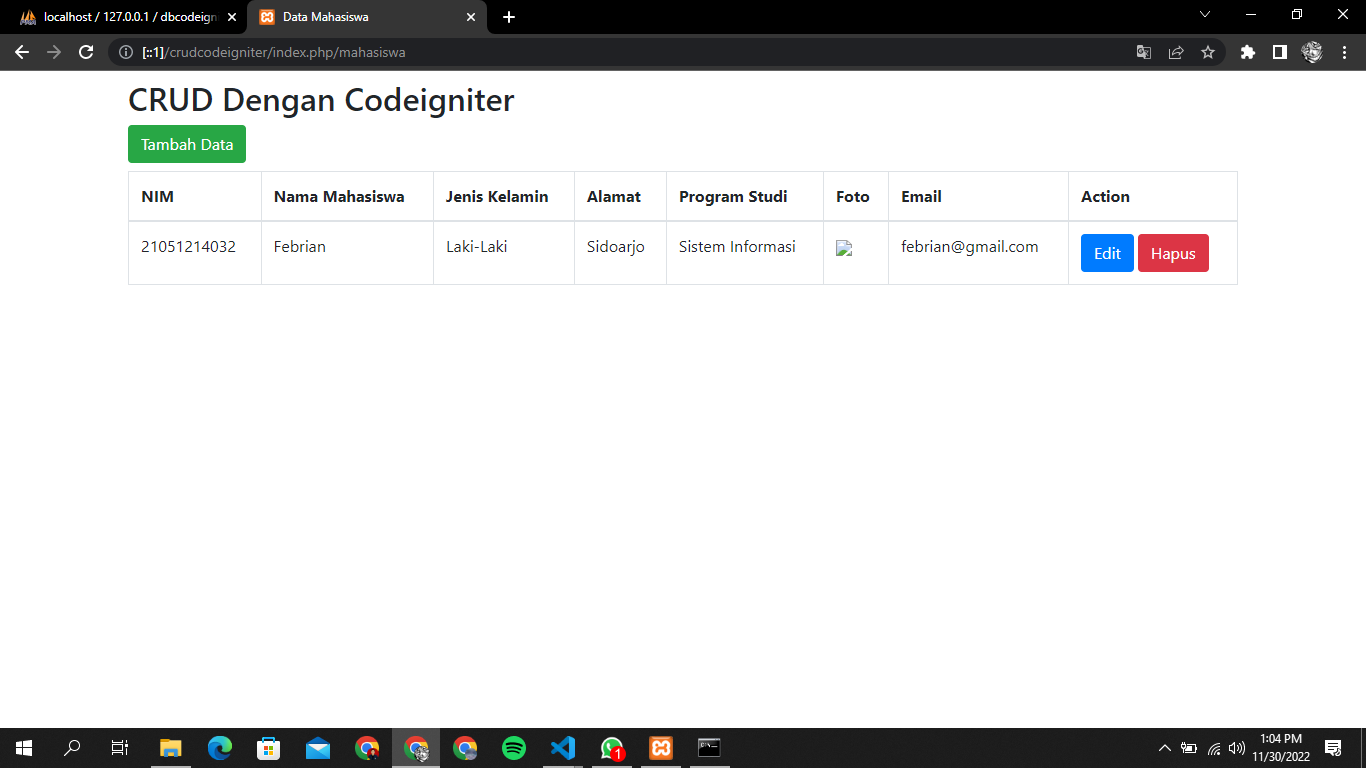 localhost / 127.0.0.1 / dbcodeign
Data Mahasiswa
[::1]/crudcodeigniter/index.php/mahasiswa
CRUD Dengan Codeigniter
Tambah Data
NIM Nama Mahasiswa Jenis Kelamin Alamat Program Studi Foto Email Action
21051214032 Febrian Laki-Laki Sidoarjo Sistem Informasi febrian@gmail.com Edit Hapus
1
1:04 PM
11/30/2022